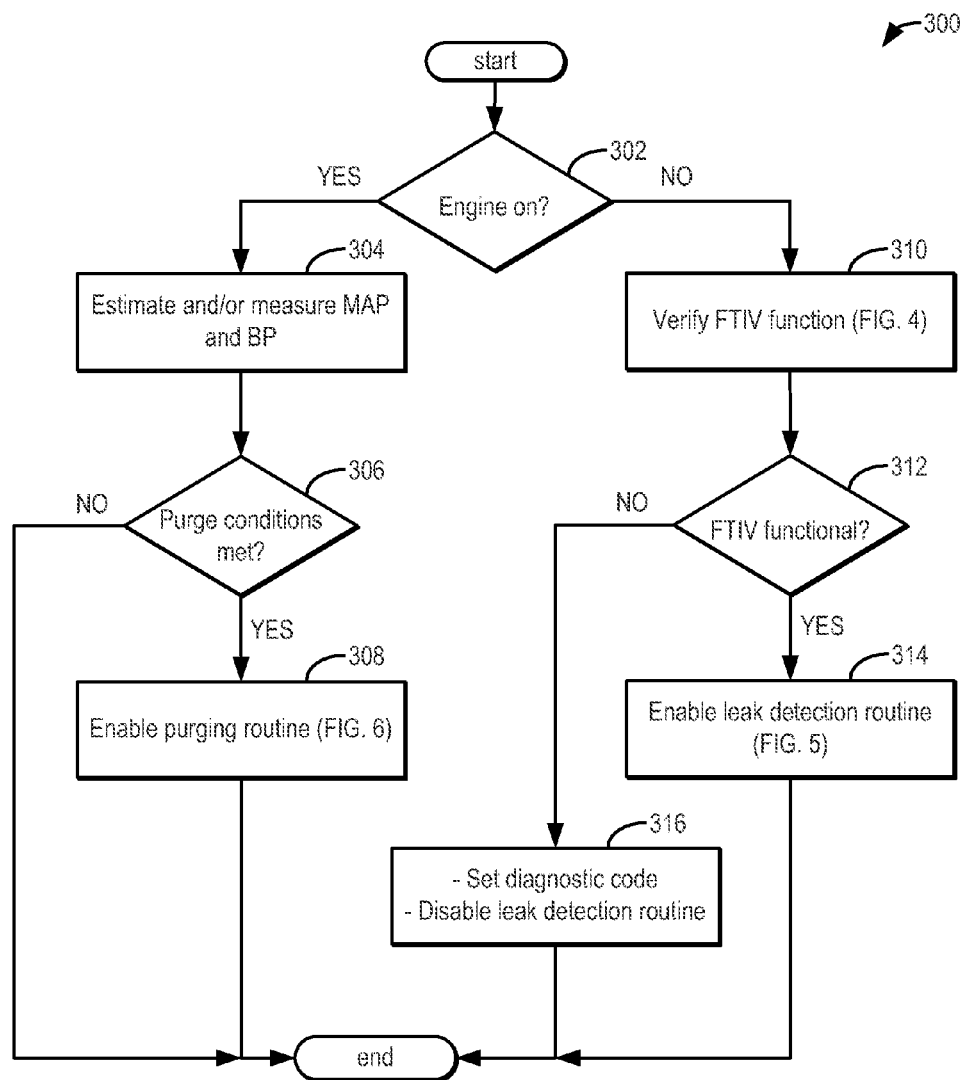 300
start
302
YES
NO
Engine on?
304
310
Estimate and/or measure MAP
and BP
Verify FTIV function (FIG. 4)
306
312
NO
NO
Purge conditions
met?
FTIV functional?
YES
YES
308
314
Enable purging routine (FIG. 6)
Enable leak detection routine
(FIG. 5)
316
- Set diagnostic code
- Disable leak detection routine
end